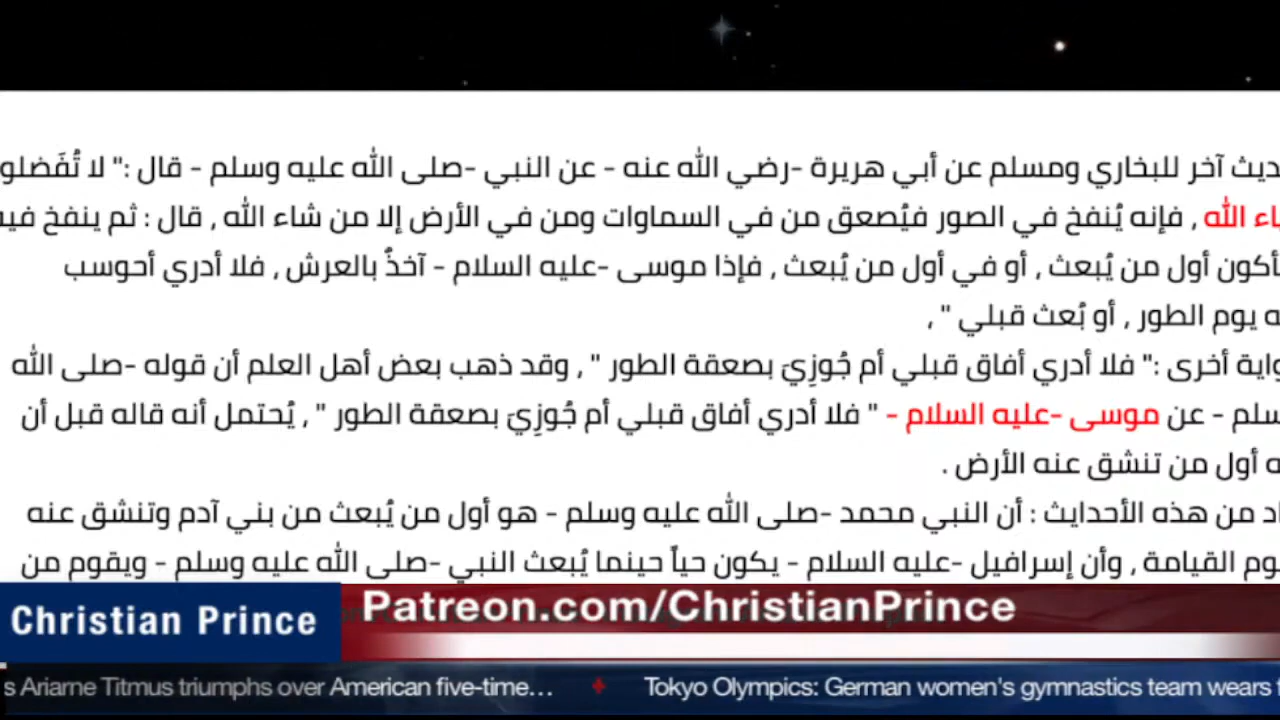 آخر للبخاري ومسلم عن أبي هريرة -رضي الله عنه - عن النبي -صلى الله عليه وسلم - قال :" لا تُفَضلو
الله , فإنه يُنفخ في الصور فيُصعق من في السماوات ومن في الأرض إلا من شاء الله , قال : ثم ينفخ
أول من يُبعث , أو في أول من يُبعث , فإذا موسى -عليه السلام - آخذٌ بالعرش , فلا أدري أحوسب
يوم الطور , أو بُعث قبلي " ,
أخرى :" فلا أدري أفاق قبلي أم جُوزِيَ بصعقة الطور " , وقد ذهب بعض أهل العلم أن قوله -صلى الله
- عن موسى -عليه السلام - " فلا أدري أفاق قبلي أم جُوزِيَ بصعقة الطور " , يُحتمل أنه قاله قبل أن
أول من تنشق عنه الأرض .
من هذه الأحاديث : أن النبي محمد -صلى الله عليه وسلم - هو أول من يُبعث من بني آدم وتنشق عنه
القيامة , وأن إسرافيل -عليه السلام - يكون حياً حينما يُبعث النبي -صلى الله عليه وسلم - ويقوم من
Patreon.com/ChristianPrince
Christian Prince
s Ariarne Titmus triumphs over American five-time... Tokyo Olympics: German women's gymnastics team wears